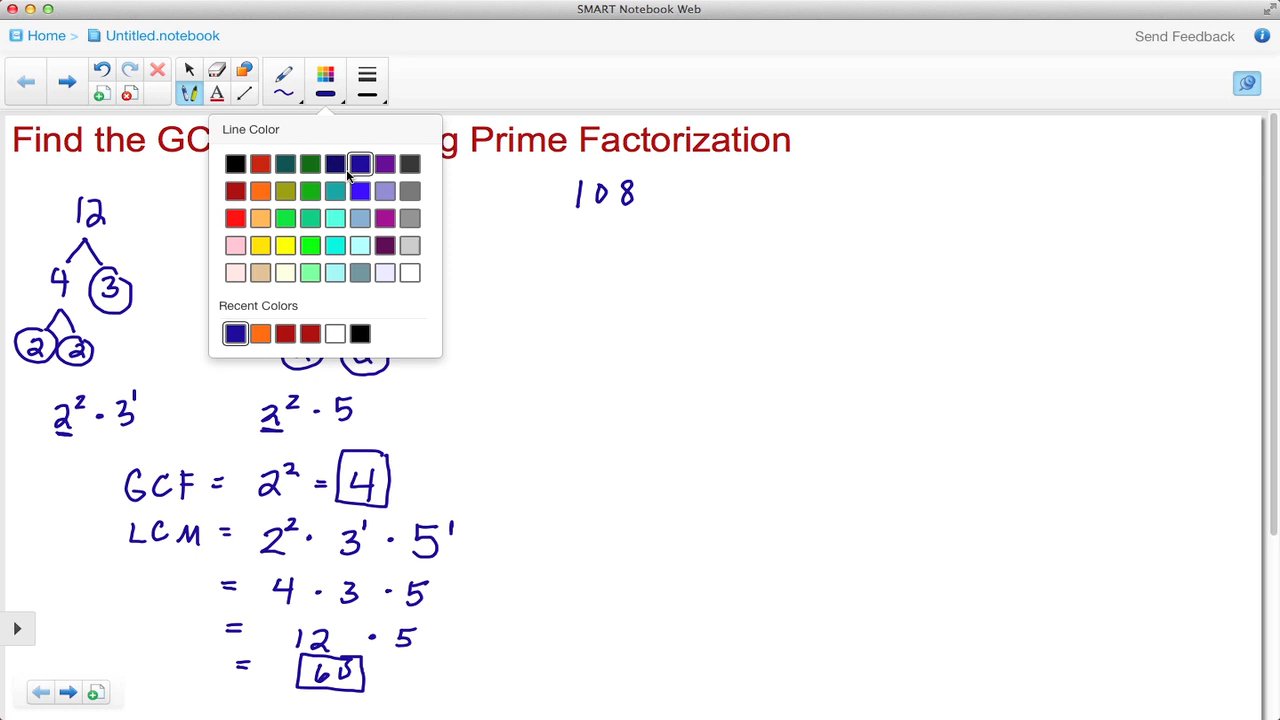 SMART Notebook Web
Home > Untitled.notebook
Send Feedback
Line Color
Recent Colors
Find the GC g Prime Factorization
12
4 3
2 2
2² · 3¹
2² · 5
GCF = 2² = 4
LCM = 2² · 3¹ · 5¹
= 4 · 3 · 5
= 12 · 5
= 60
108